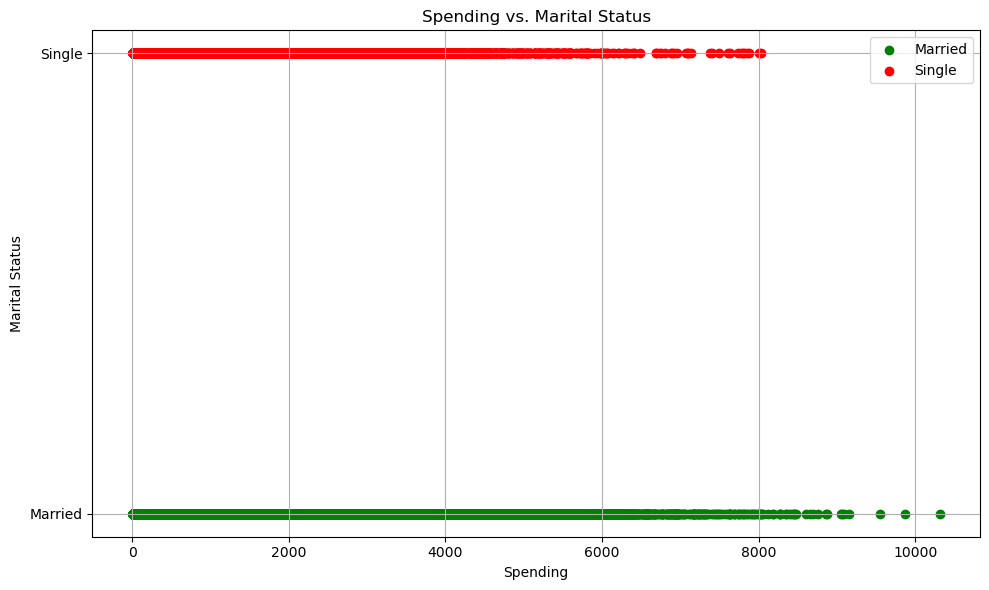 Spending vs. Marital Status
Single
Married
Single
Marital Status
Married
0 2000 4000 6000 8000 10000
Spending